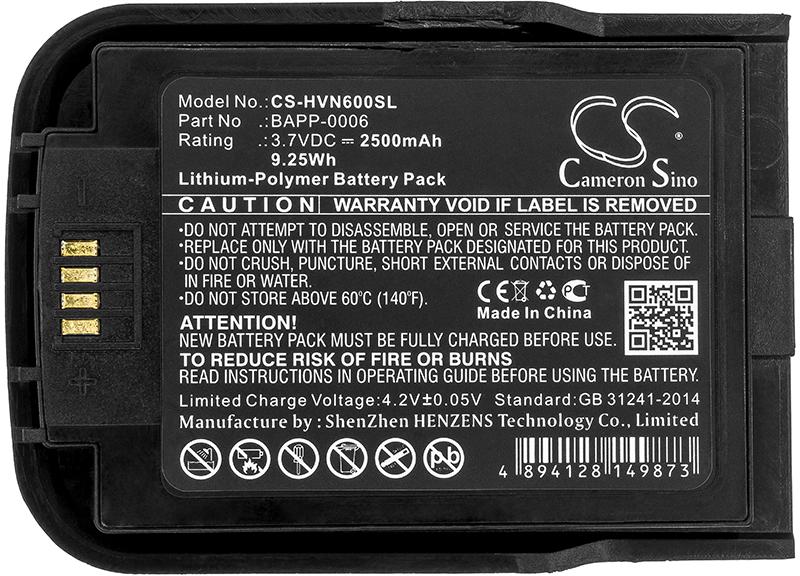 Model No.: CS-HVN600SL
Part No : BAPP-0006
Rating : 3.7VDC ⎓ 2500mAh
9.25Wh
Lithium-Polymer Battery Pack
CS
®
Cameron Sino
CAUTION | WARRANTY VOID IF LABEL IS REMOVED
•DO NOT ATTEMPT TO DISASSEMBLE, OPEN OR SERVICE THE BATTERY PACK.
•REPLACE ONLY WITH THE BATTERY PACK DESIGNATED FOR THIS PRODUCT.
•DO NOT CRUSH, PUNCTURE, SHORT EXTERNAL CONTACTS OR DISPOSE OF
IN FIRE OR WATER.
•DO NOT STORE ABOVE 60°C (140°F).
CE PCT
Made In China
ATTENTION!
NEW BATTERY PACK MUST BE FULLY CHARGED BEFORE USE.
TO REDUCE RISK OF FIRE OR BURNS
READ INSTRUCTIONS IN OPERATING GUIDE BEFORE BATTERY USE.
Limited Charge Voltage:4.2V±0.05V Standard:GB 31241-2014
Manufacture by : ShenZhen HENZENS Technology Co., Limited
pb
4 894128 149873
− +